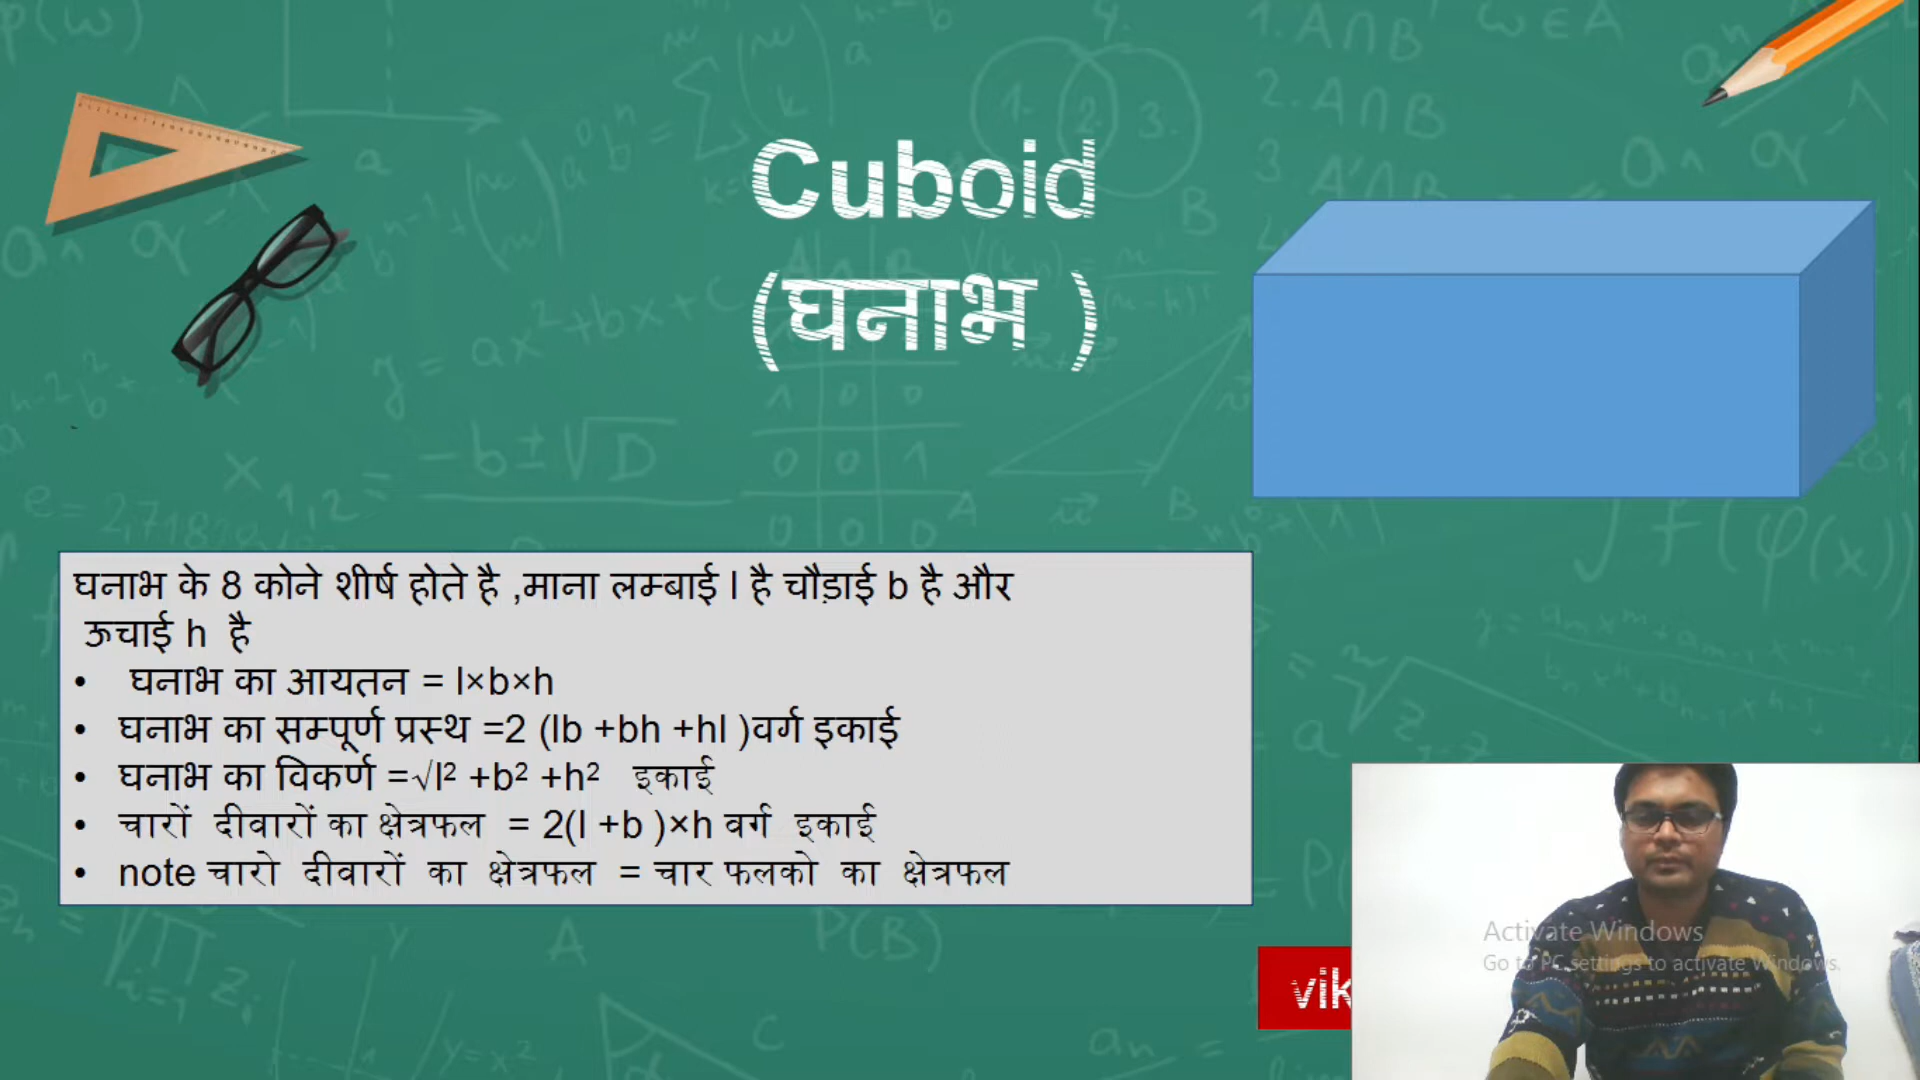 Cuboid
(घनाभ )
घनाभ के 8 कोने शीर्ष होते है ,माना लम्बाई l है चौड़ाई b है और
ऊचाई h है
• घनाभ का आयतन = l×b×h
• घनाभ का सम्पूर्ण प्रस्थ =2 (lb +bh +hl )वर्ग इकाई
• घनाभ का विकर्ण =√l² +b² +h² इकाई
• चारों दीवारों का क्षेत्रफल = 2(l +b )×h वर्ग इकाई
• note चारो दीवारों का क्षेत्रफल = चार फलको का क्षेत्रफल
vik
Activate Windows
Go to PC settings to activate Windows.